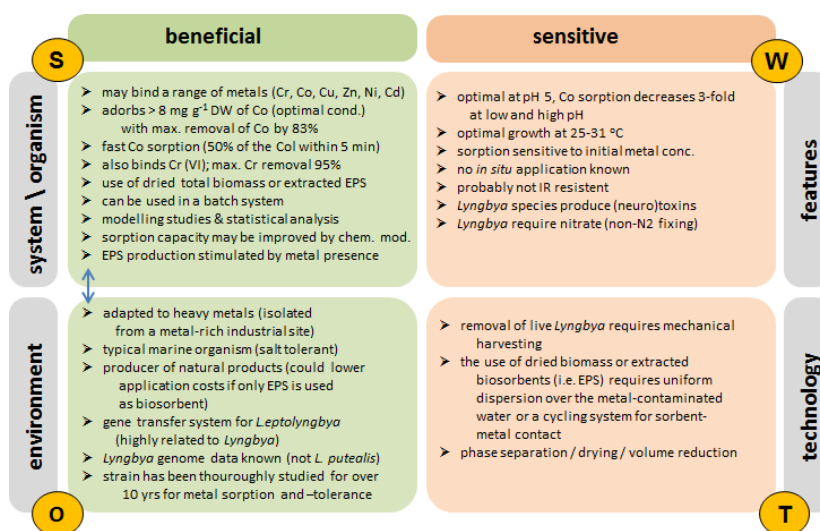 beneficial
sensitive
S
W
system \ organism
➢ may bind a range of metals (Cr, Co, Cu, Zn, Ni, Cd)
➢ adorbs > 8 mg g-1 DW of Co (optimal cond.)
with max. removal of Co by 83%
➢ fast Co sorption (50% of the CoI within 5 min)
➢ also binds Cr (VI); max. Cr removal 95%
➢ use of dried total biomass or extracted EPS
➢ can be used in a batch system
➢ modelling studies & statistical analysis
➢ sorption capacity may be improved by chem. mod.
➢ EPS production stimulated by metal presence
➢ optimal at pH 5, Co sorption decreases 3-fold
at low and high pH
➢ optimal growth at 25-31 °C
➢ sorption sensitive to initial metal conc.
➢ no in situ application known
➢ probably not IR resistent
➢ Lyngbya species produce (neuro)toxins
➢ Lyngbya require nitrate (non-N2 fixing)
features
environment
➢ adapted to heavy metals (isolated
from a metal-rich industrial site)
➢ typical marine organism (salt tolerant)
➢ producer of natural products (could lower
application costs if only EPS is used
as biosorbent)
➢ gene transfer system for Leptolyngbya
(highly related to Lyngbya)
➢ Lyngbya genome data known (not L. putealis)
➢ strain has been thouroughly studied for over
10 yrs for metal sorption and –tolerance
➢ removal of live Lyngbya requires mechanical
harvesting
➢ the use of dried biomass or extracted
biosorbents (i.e. EPS) requires uniform
dispersion over the metal-contaminated
water or a cycling system for sorbent-
metal contact
➢ phase separation / drying / volume reduction
technology
O
T